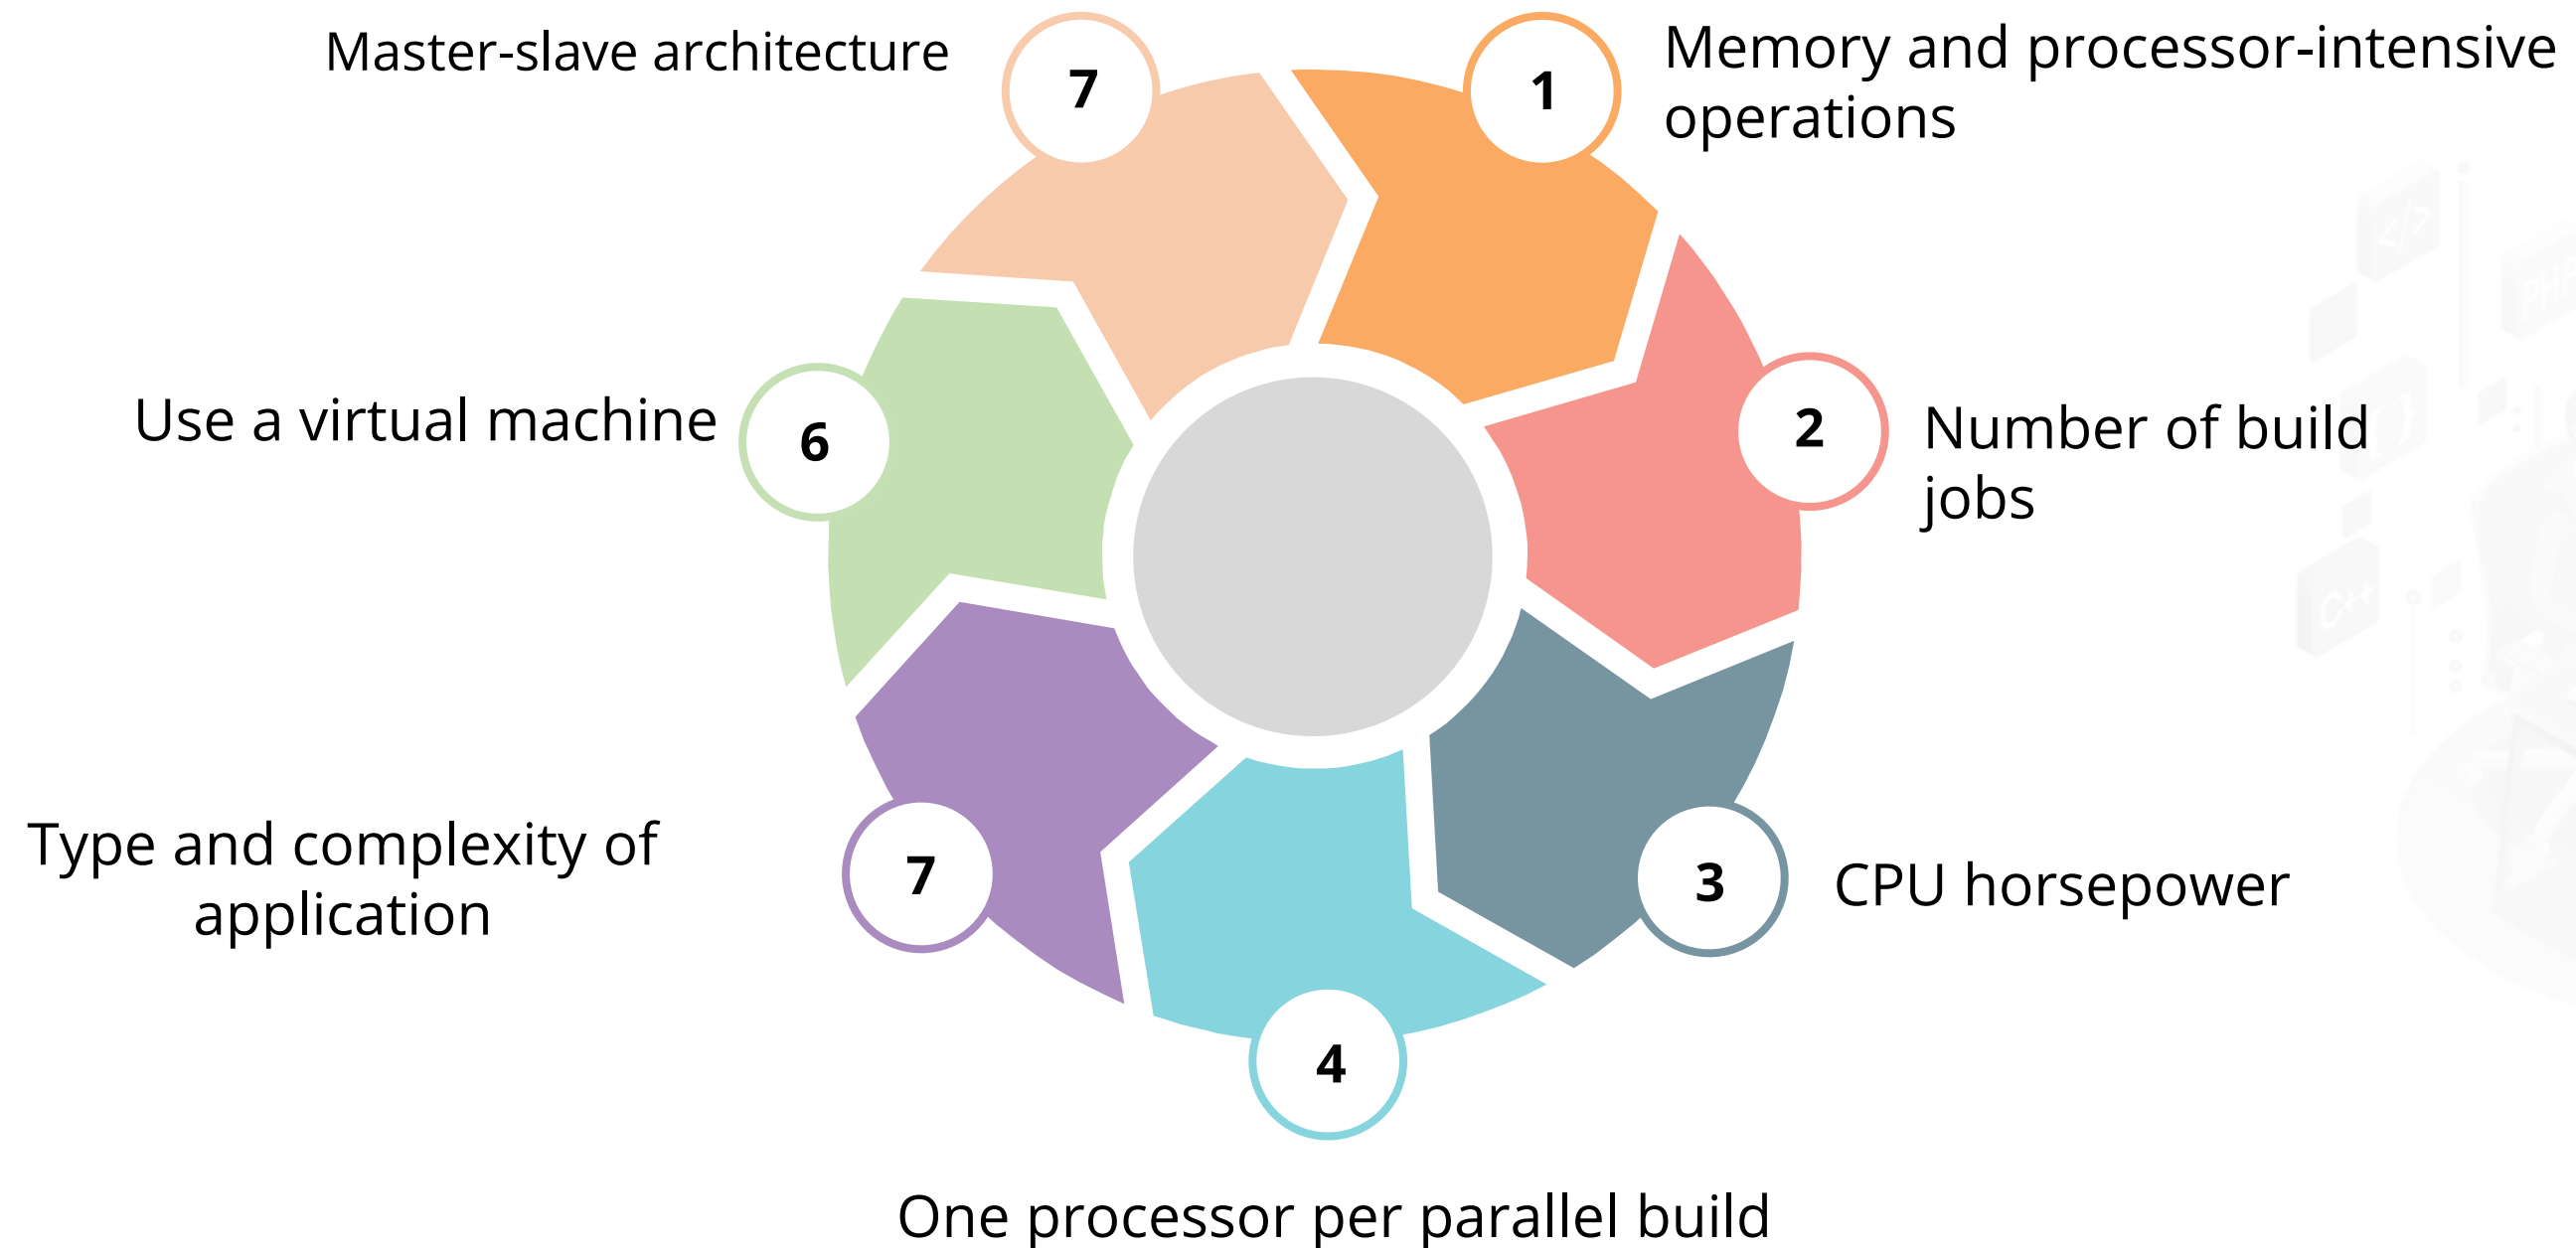 Master-slave architecture
7
1
Memory and processor-intensive
operations
Use a virtual machine
6
2
Number of build
jobs
Type and complexity of
application
7
3
CPU horsepower
4
One processor per parallel build
</>
PHP
{ }
C++